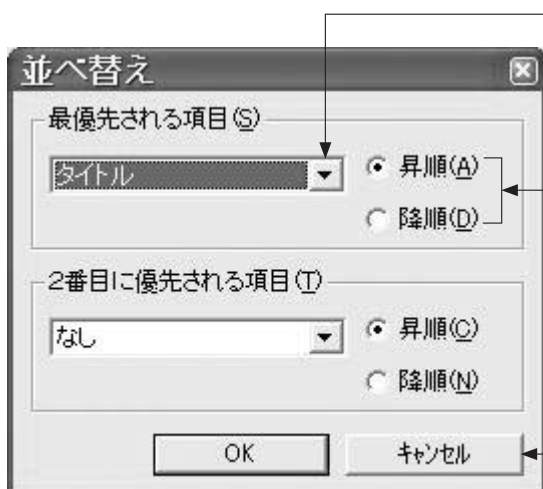 並べ替え
最優先される項目(S)
タイトル
昇順(A)
降順(D)
2番目に優先される項目(T)
なし
昇順(C)
降順(N)
OK
キャンセル